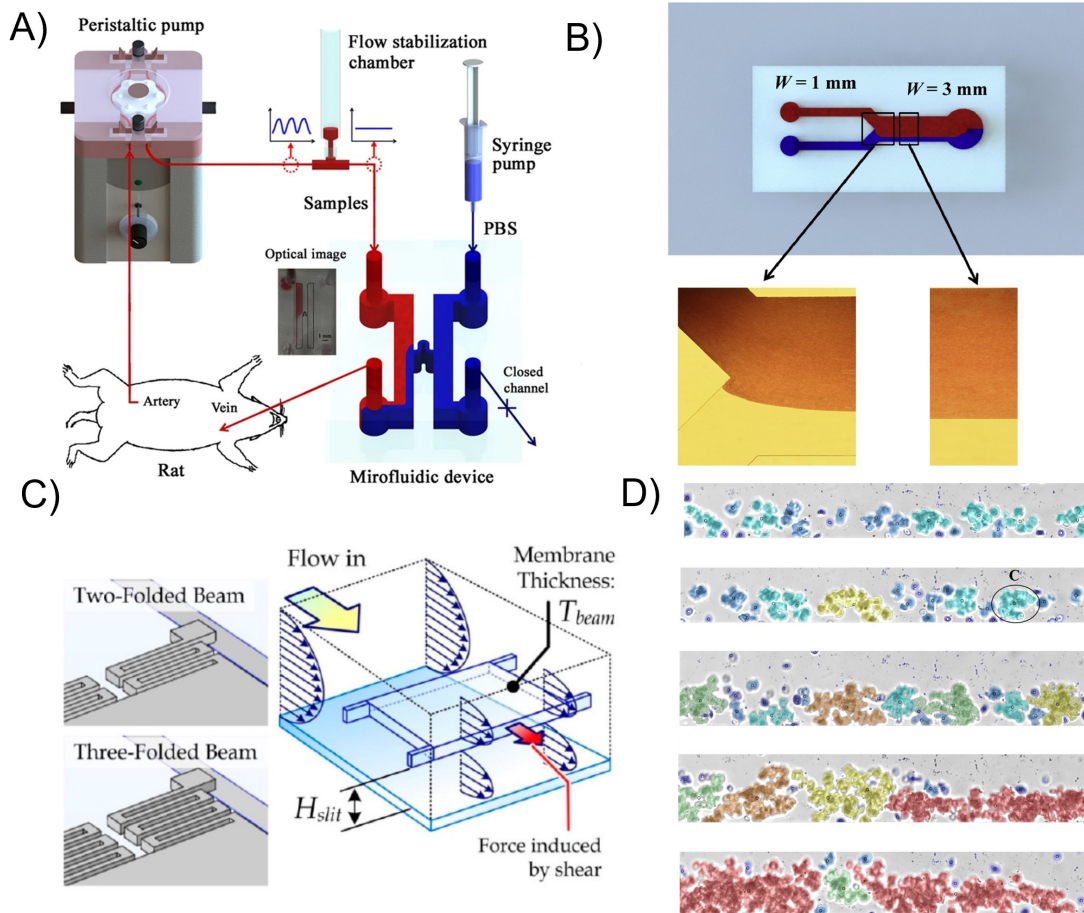 A)
Peristaltic pump
Flow stabilization
chamber
Syringe
pump
Samples
PBS
Optical image
1 mm
Closed
channel
Artery
Vein
Rat
Mirofluidic device
B)
W = 1 mm
W = 3 mm
C)
Two-Folded Beam
Three-Folded Beam
Flow in
Membrane
Thickness:
Tbeam
Hslit
Force induced
by shear
D)
C